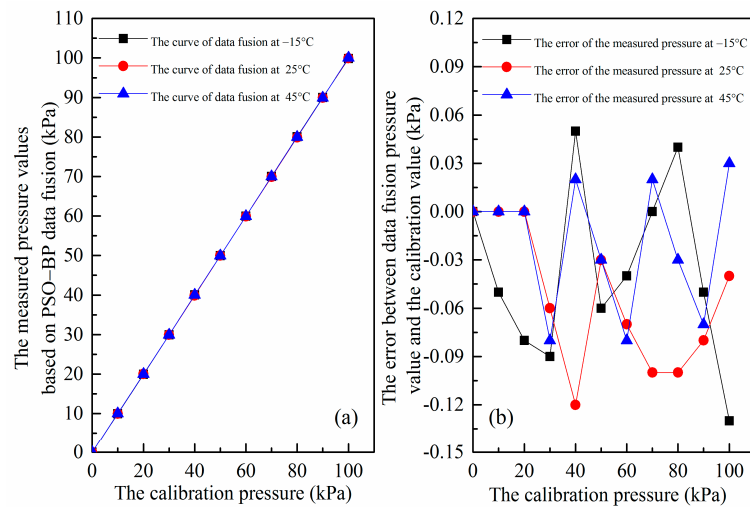 The measured pressure values
based on PSO−BP data fusion (kPa)
110
100
90
80
70
60
50
40
30
20
10
0
The curve of data fusion at −15°C
The curve of data fusion at 25°C
The curve of data fusion at 45°C
(a)
0 20 40 60 80 100
The calibration pressure (kPa)
The error between data fusion pressure
value and the calibration value (kPa)
0.12
0.09
0.06
0.03
0.00
-0.03
-0.06
-0.09
-0.12
-0.15
The error of the measured pressure at −15°C
The error of the measured pressure at 25°C
The error of the measured pressure at 45°C
(b)
0 20 40 60 80 100
The calibration pressure (kPa)